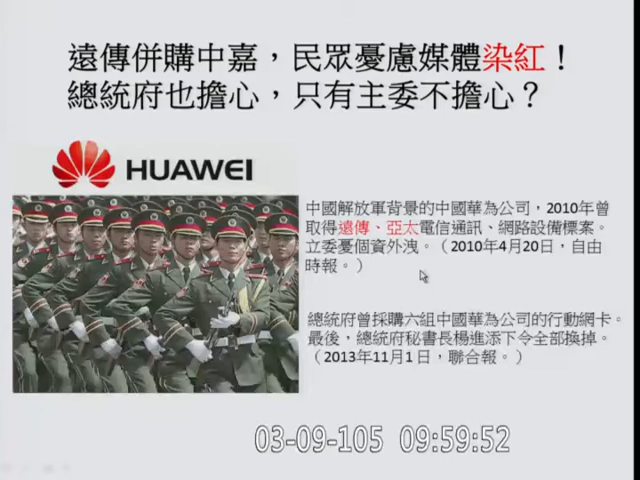 遠傳併購中嘉，民眾憂慮媒體染紅！
總統府也擔心，只有主委不擔心？
HUAWEI
中國解放軍背景的中國華為公司，2010年曾
取得遠傳、亞太電信通訊、網路設備標案。
立委憂個資外洩。（2010年4月20日，自由
時報。）
總統府曾採購六組中國華為公司的行動網卡。
最後，總統府秘書長楊進添下令全部換掉。
（2013年11月1日，聯合報。）
03-09-105 09:59:52